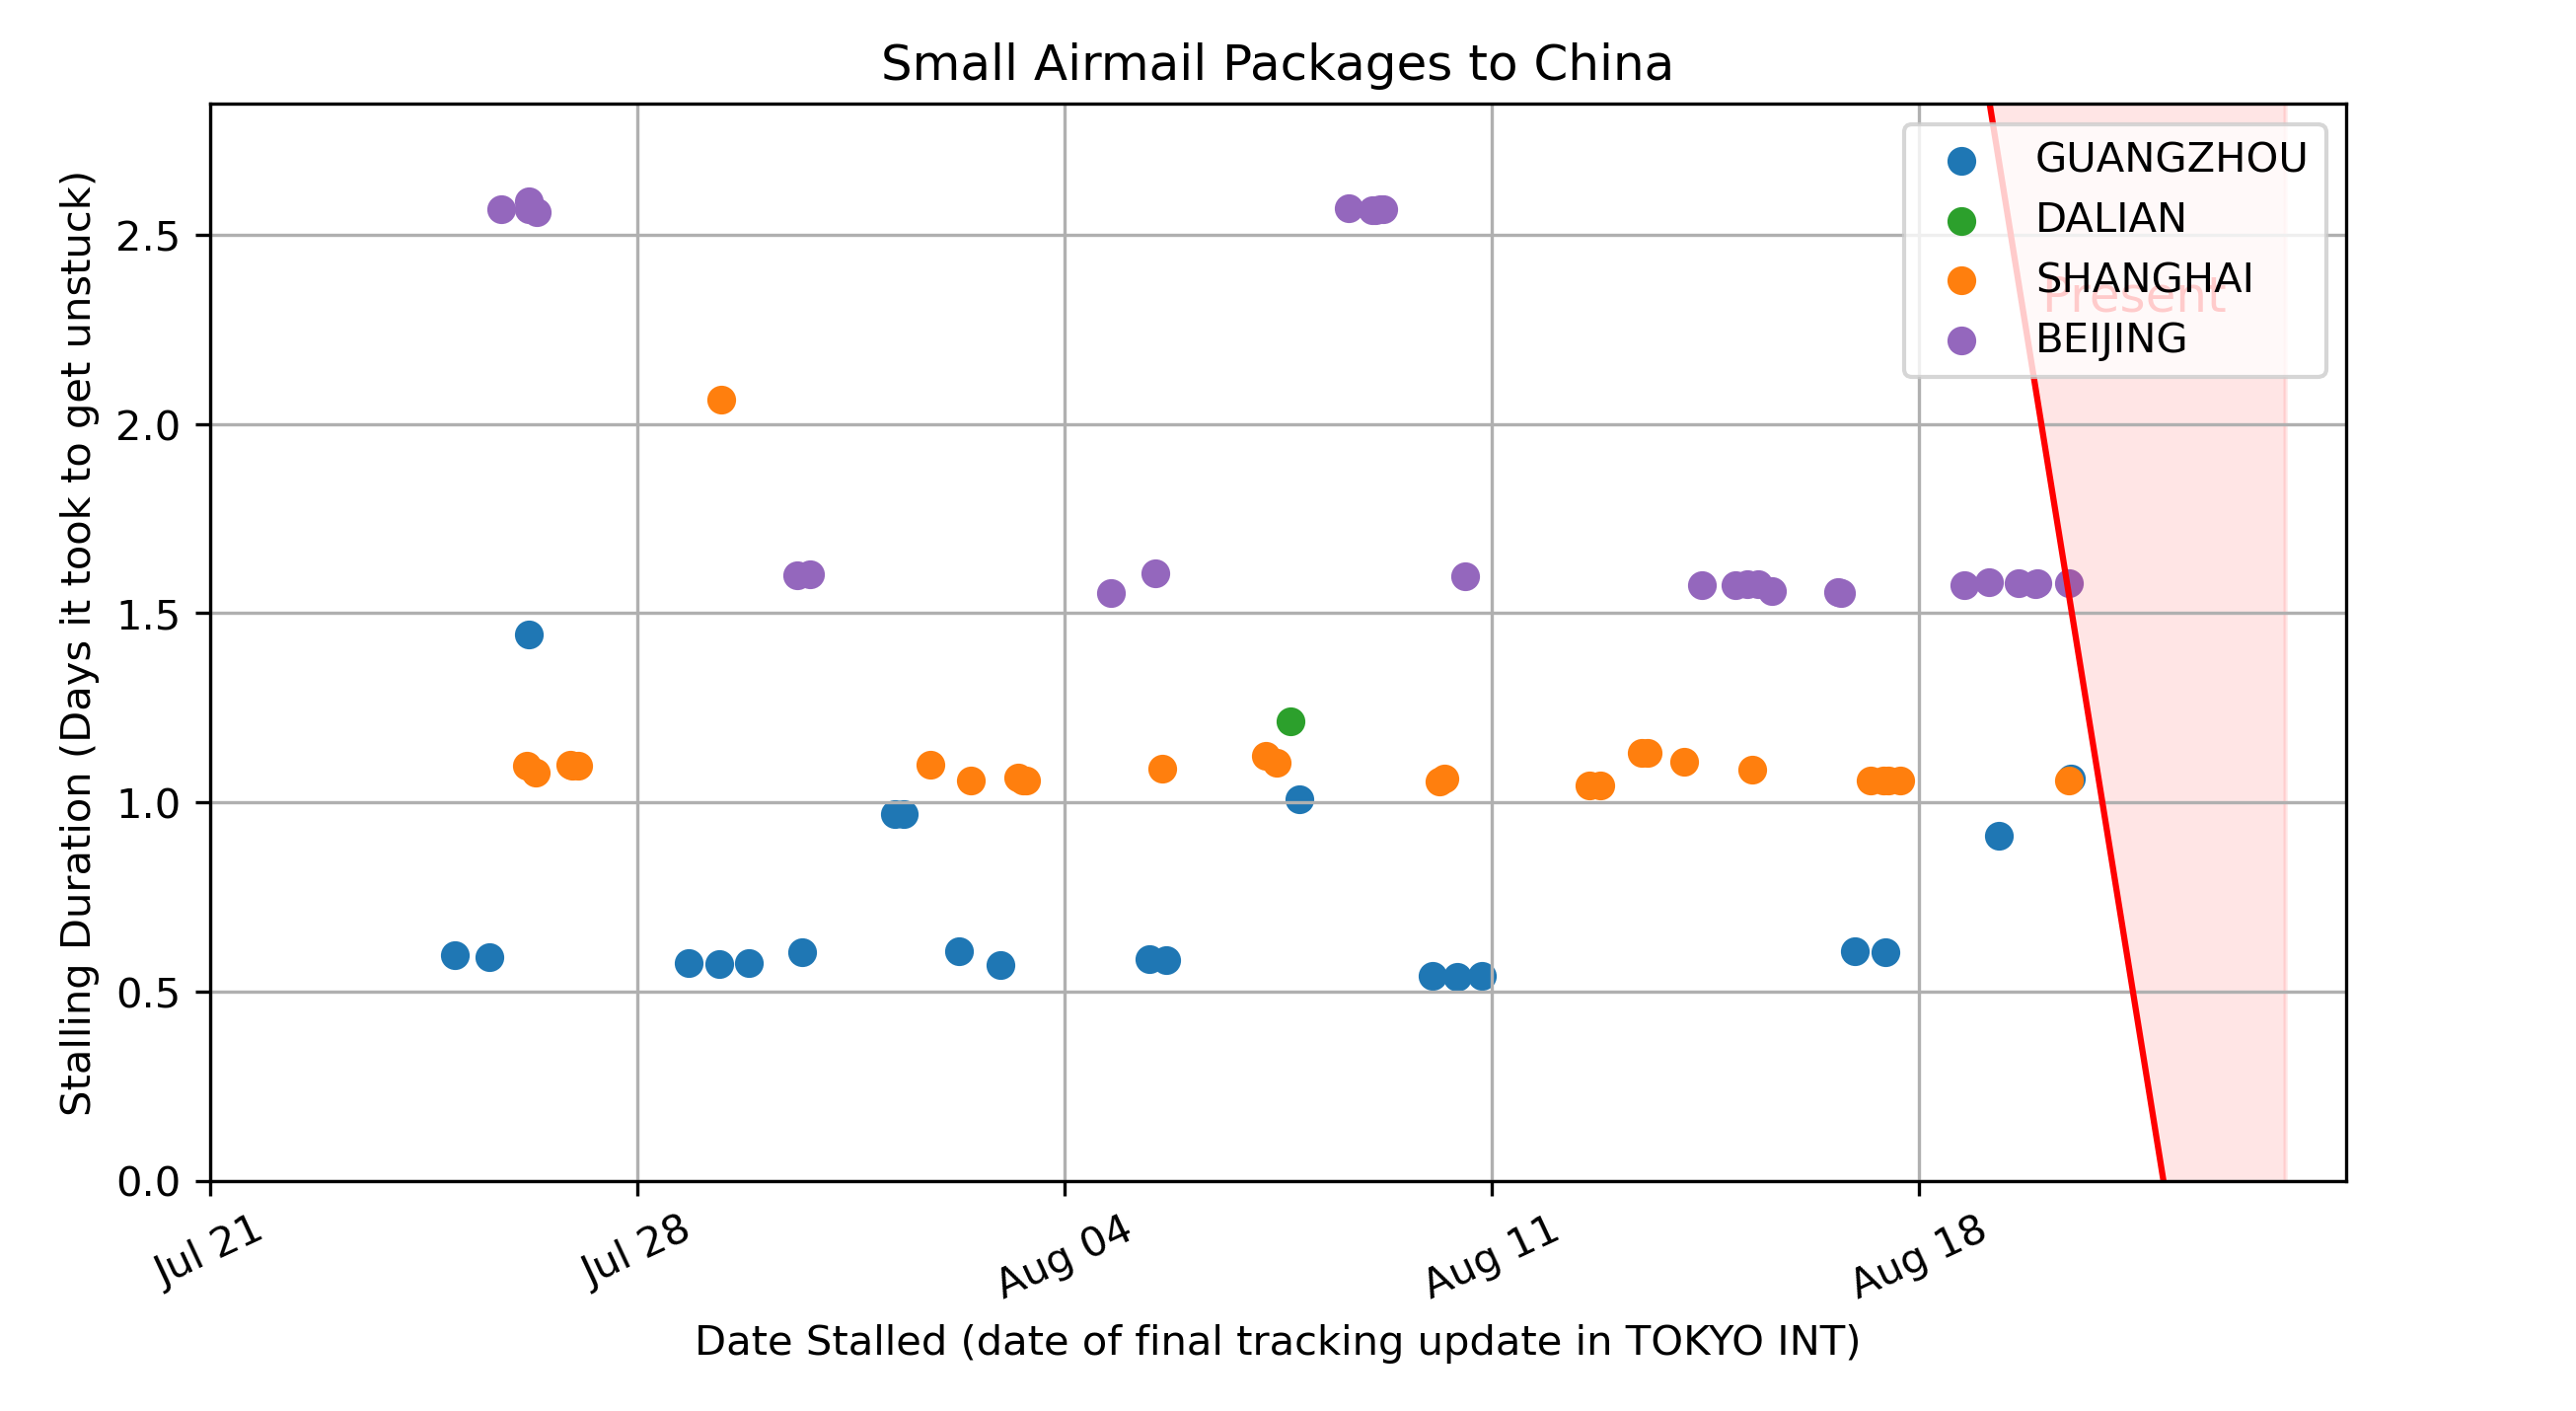 Small Airmail Packages to China
Stalling Duration (Days it took to get unstuck)
2.5
2.0
1.5
1.0
0.5
0.0
GUANGZHOU
DALIAN
SHANGHAI
Present
BEIJING
Jul 21
Jul 28
Aug 04
Aug 11
Aug 18
Date Stalled (date of final tracking update in TOKYO INT)